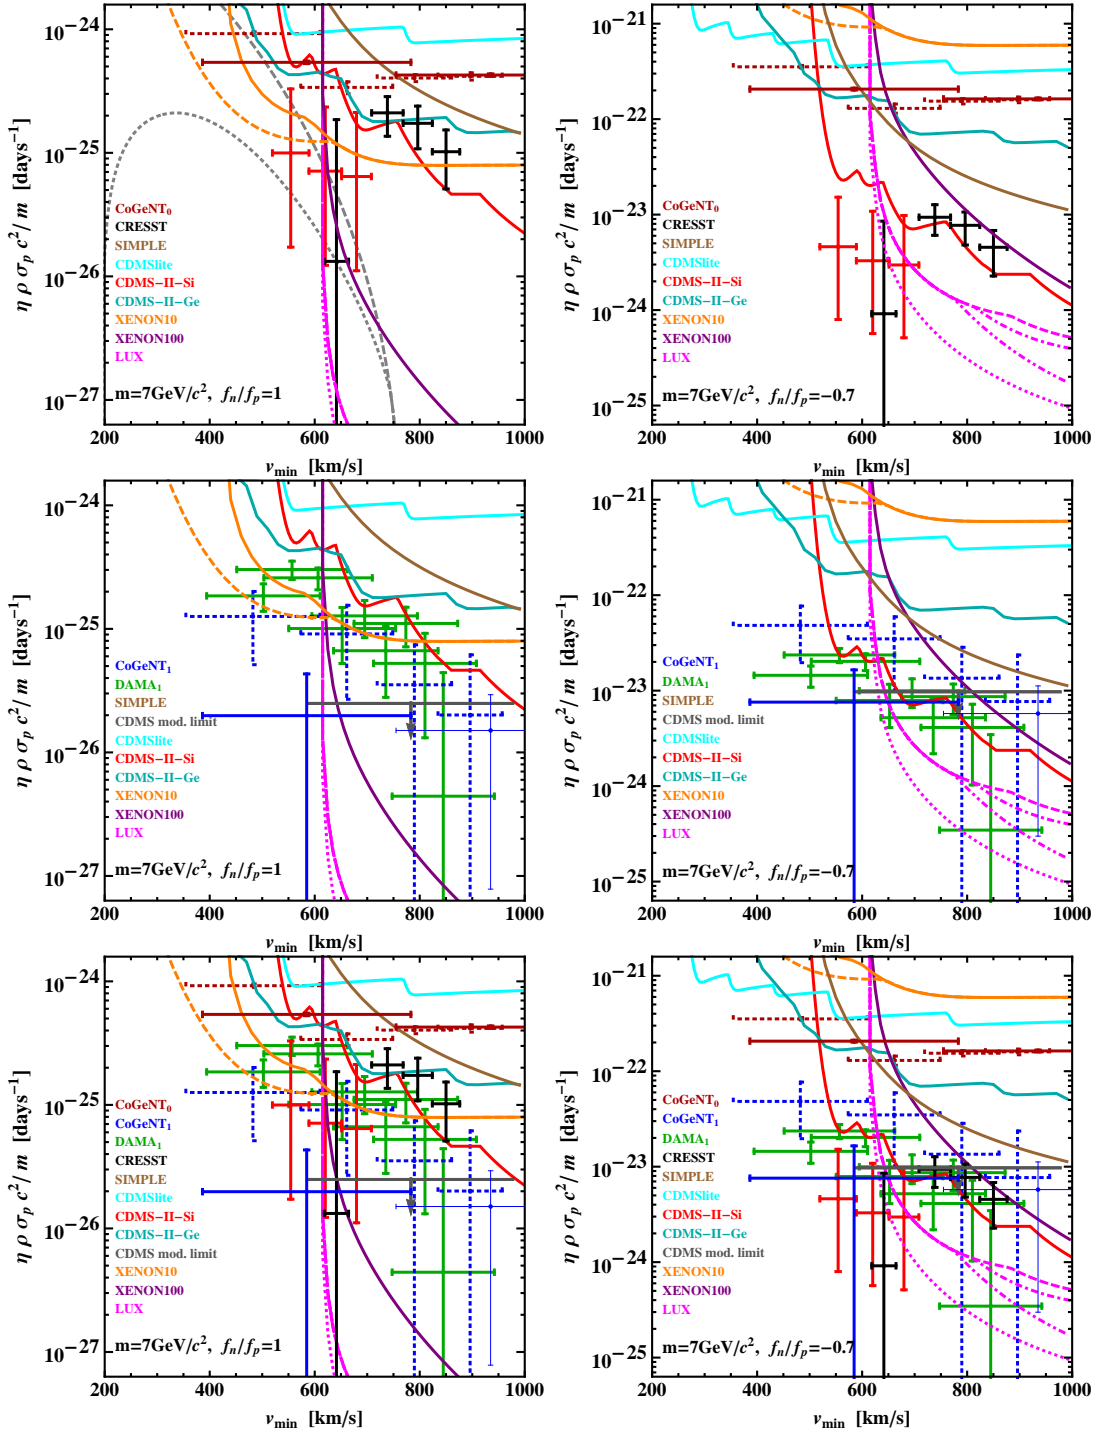 10⁻²⁴
10⁻²⁵
10⁻²⁶
10⁻²⁷
η ρ σp c²/ m [days⁻¹]
CoGeNT₀
CRESST
SIMPLE
CDMSlite
CDMS−II−Si
CDMS−II−Ge
XENON10
XENON100
LUX
m=7GeV/c², fn/fp=1
200 400 600 800 1000
vmin [km/s]
10⁻²¹
10⁻²²
10⁻²³
10⁻²⁴
10⁻²⁵
η ρ σp c²/ m [days⁻¹]
CoGeNT₀
CRESST
SIMPLE
CDMSlite
CDMS−II−Si
CDMS−II−Ge
XENON10
XENON100
LUX
m=7GeV/c², fn/fp=−0.7
200 400 600 800 1000
vmin [km/s]
10⁻²⁴
10⁻²⁵
10⁻²⁶
10⁻²⁷
η ρ σp c²/ m [days⁻¹]
CoGeNT₁
DAMA₁
SIMPLE
CDMS mod. limit
CDMSlite
CDMS−II−Si
CDMS−II−Ge
XENON10
XENON100
LUX
m=7GeV/c², fn/fp=1
200 400 600 800 1000
vmin [km/s]
10⁻²¹
10⁻²²
10⁻²³
10⁻²⁴
10⁻²⁵
η ρ σp c²/ m [days⁻¹]
CoGeNT₁
DAMA₁
SIMPLE
CDMS mod. limit
CDMSlite
CDMS−II−Si
CDMS−II−Ge
XENON10
XENON100
LUX
m=7GeV/c², fn/fp=−0.7
200 400 600 800 1000
vmin [km/s]
10⁻²⁴
10⁻²⁵
10⁻²⁶
10⁻²⁷
η ρ σp c²/ m [days⁻¹]
CoGeNT₀
CoGeNT₁
DAMA₁
CRESST
SIMPLE
CDMSlite
CDMS−II−Si
CDMS−II−Ge
CDMS mod. limit
XENON10
XENON100
LUX
m=7GeV/c², fn/fp=1
200 400 600 800 1000
vmin [km/s]
10⁻²¹
10⁻²²
10⁻²³
10⁻²⁴
10⁻²⁵
η ρ σp c²/ m [days⁻¹]
CoGeNT₀
CoGeNT₁
DAMA₁
CRESST
SIMPLE
CDMSlite
CDMS−II−Si
CDMS−II−Ge
CDMS mod. limit
XENON10
XENON100
LUX
m=7GeV/c², fn/fp=−0.7
200 400 600 800 1000
vmin [km/s]